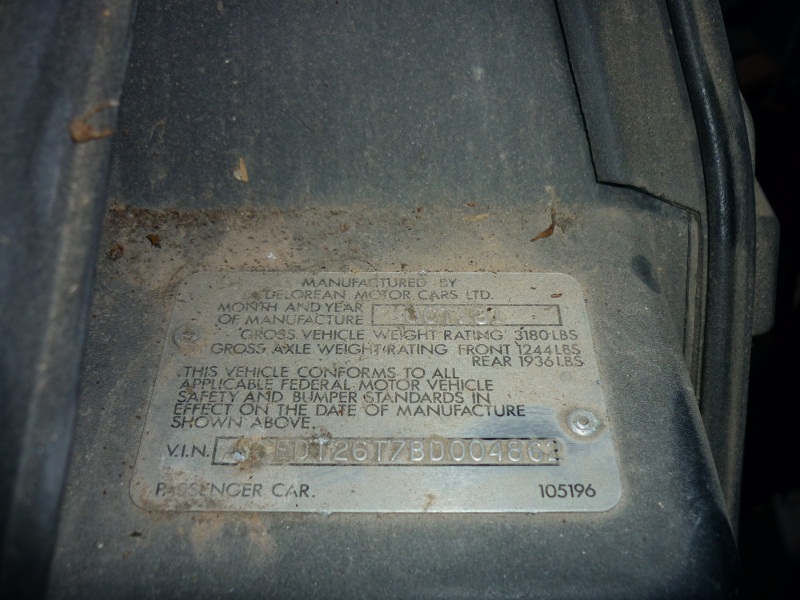 MANUFACTURED BY
DELOREAN MOTOR CARS LTD.
MONTH AND YEAR
OF MANUFACTURE
GROSS VEHICLE WEIGHT RATING 3180 LBS
GROSS AXLE WEIGHT RATING FRONT 1244 LBS
REAR 1936 LBS
THIS VEHICLE CONFORMS TO ALL
APPLICABLE FEDERAL MOTOR VEHICLE
SAFETY AND BUMPER STANDARDS IN
EFFECT ON THE DATE OF MANUFACTURE
SHOWN ABOVE.
V.I.N.
PASSENGER CAR. 105196